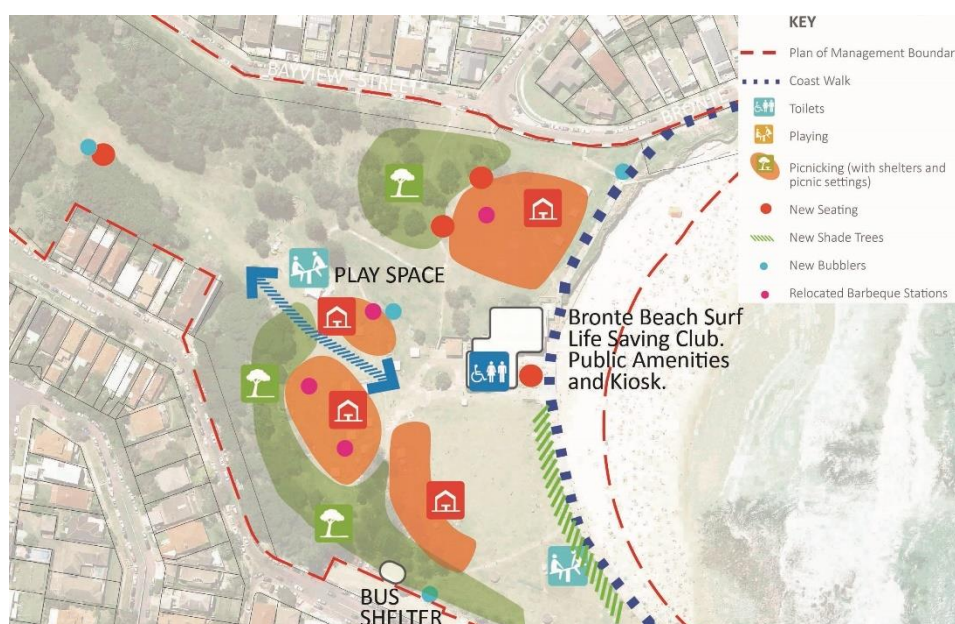 BAYVIEW STREET
BRONT
KEY
Plan of Management Boundar
Coast Walk
Toilets
Playing
Picnicking (with shelters and
picnic settings)
New Seating
New Shade Trees
New Bubblers
Relocated Barbeque Stations
PLAY SPACE
Bronte Beach Surf
Life Saving Club.
Public Amenities
and Kiosk.
BUS
SHELTER